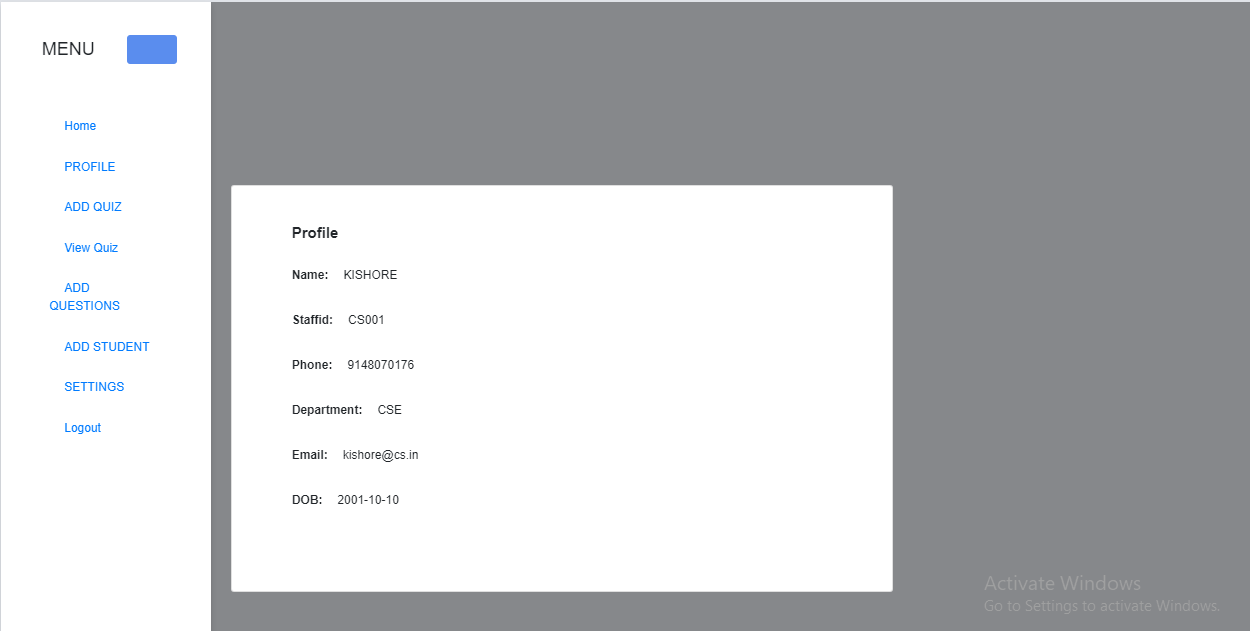 MENU
Home
PROFILE
ADD QUIZ
View Quiz
ADD
QUESTIONS
ADD STUDENT
SETTINGS
Logout
Profile
Name: KISHORE
Staffid: CS001
Phone: 9148070176
Department: CSE
Email: kishore@cs.in
DOB: 2001-10-10
Activate Windows
Go to Settings to activate Windows.